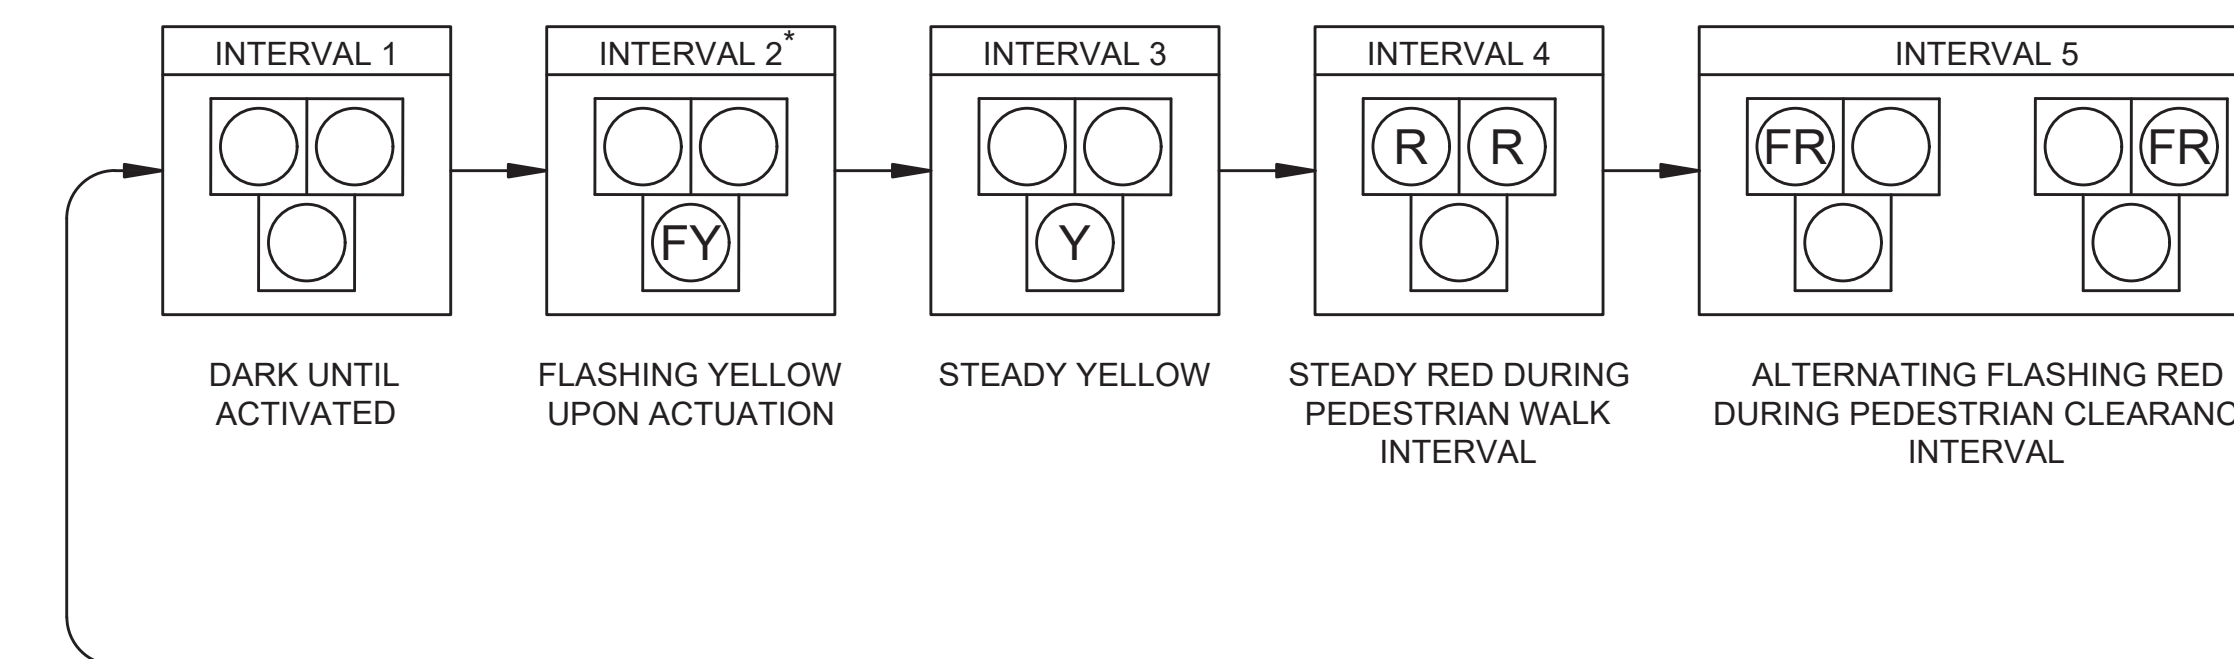 INTERVAL 1
DARK UNTIL
ACTIVATED
INTERVAL 2*
FY
FLASHING YELLOW
UPON ACTUATION
INTERVAL 3
Y
STEADY YELLOW
INTERVAL 4
R R
STEADY RED DURING
PEDESTRIAN WALK
INTERVAL
INTERVAL 5
FR FR
ALTERNATING FLASHING RED
DURING PEDESTRIAN
INTERVAL